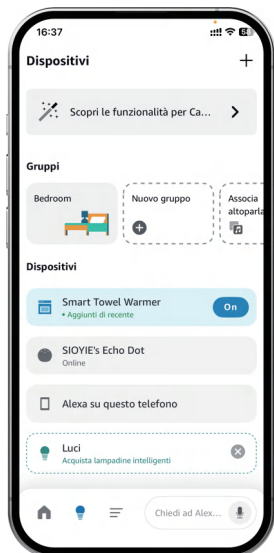 16:37
Dispositivi
Scopri le funzionalità per Ca...
Gruppi
Bedroom
Nuovo gruppo
Associa
altoparla
Dispositivi
Smart Towel Warmer
• Aggiunti di recente
On
SIOYIE's Echo Dot
Online
Alexa su questo telefono
Luci
Acquista lampadine intelligenti
Chiedi ad Alex...